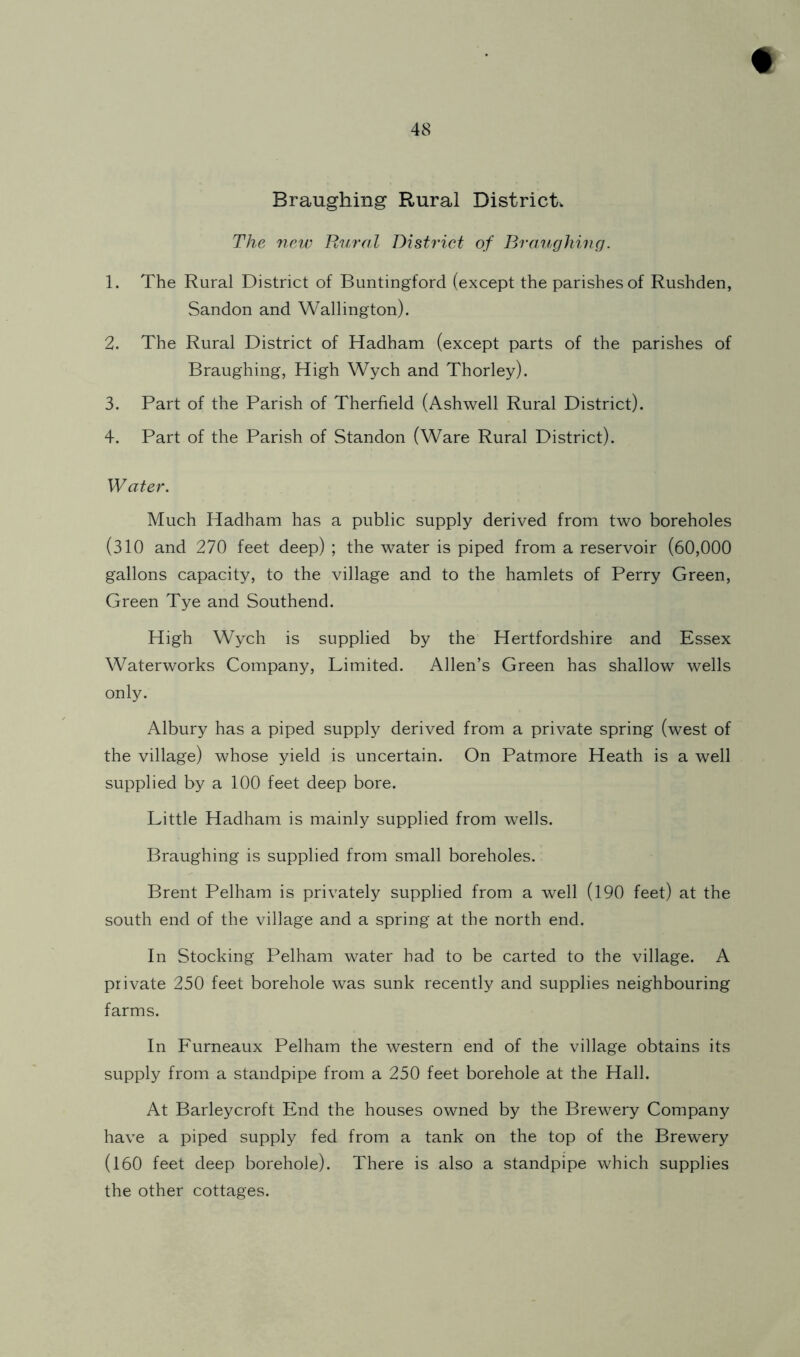 48
Braughing Rural District.
The new Rural District of Braughing.
1. The Rural District of Buntingford (except the parishes of Rushden,
Sandon and Wallington).
2. The Rural District of Hadham (except parts of the parishes of
Braughing, High Wych and Thorley).
3. Part of the Parish of Therfield (Ashwell Rural District).
4. Part of the Parish of Standon (Ware Rural District).
Water.
Much Hadham has a public supply derived from two boreholes
(310 and 270 feet deep) ; the water is piped from a reservoir (60,000
gallons capacity, to the village and to the hamlets of Perry Green,
Green Tye and Southend.
High Wych is supplied by the Hertfordshire and Essex
Waterworks Company, Limited. Allen's Green has shallow wells
only.
Albury has a piped supply derived from a private spring (west of
the village) whose yield is uncertain. On Patmore Heath is a well
supplied by a 100 feet deep bore.
Little Hadham is mainly supplied from wells.
Braughing is supplied from small boreholes.
Brent Pelham is privately supplied from a well (190 feet) at the
south end of the village and a spring at the north end.
In Stocking Pelham water had to be carted to the village. A
private 250 feet borehole was sunk recently and supplies neighbouring
farms.
In Furneaux Pelham the western end of the village obtains its
supply from a standpipe from a 250 feet borehole at the Hall.
At Barleycroft End the houses owned by the Brewery Company
have a piped supply fed from a tank on the top of the Brewery
(160 feet deep borehole). There is also a standpipe which supplies
the other cottages.